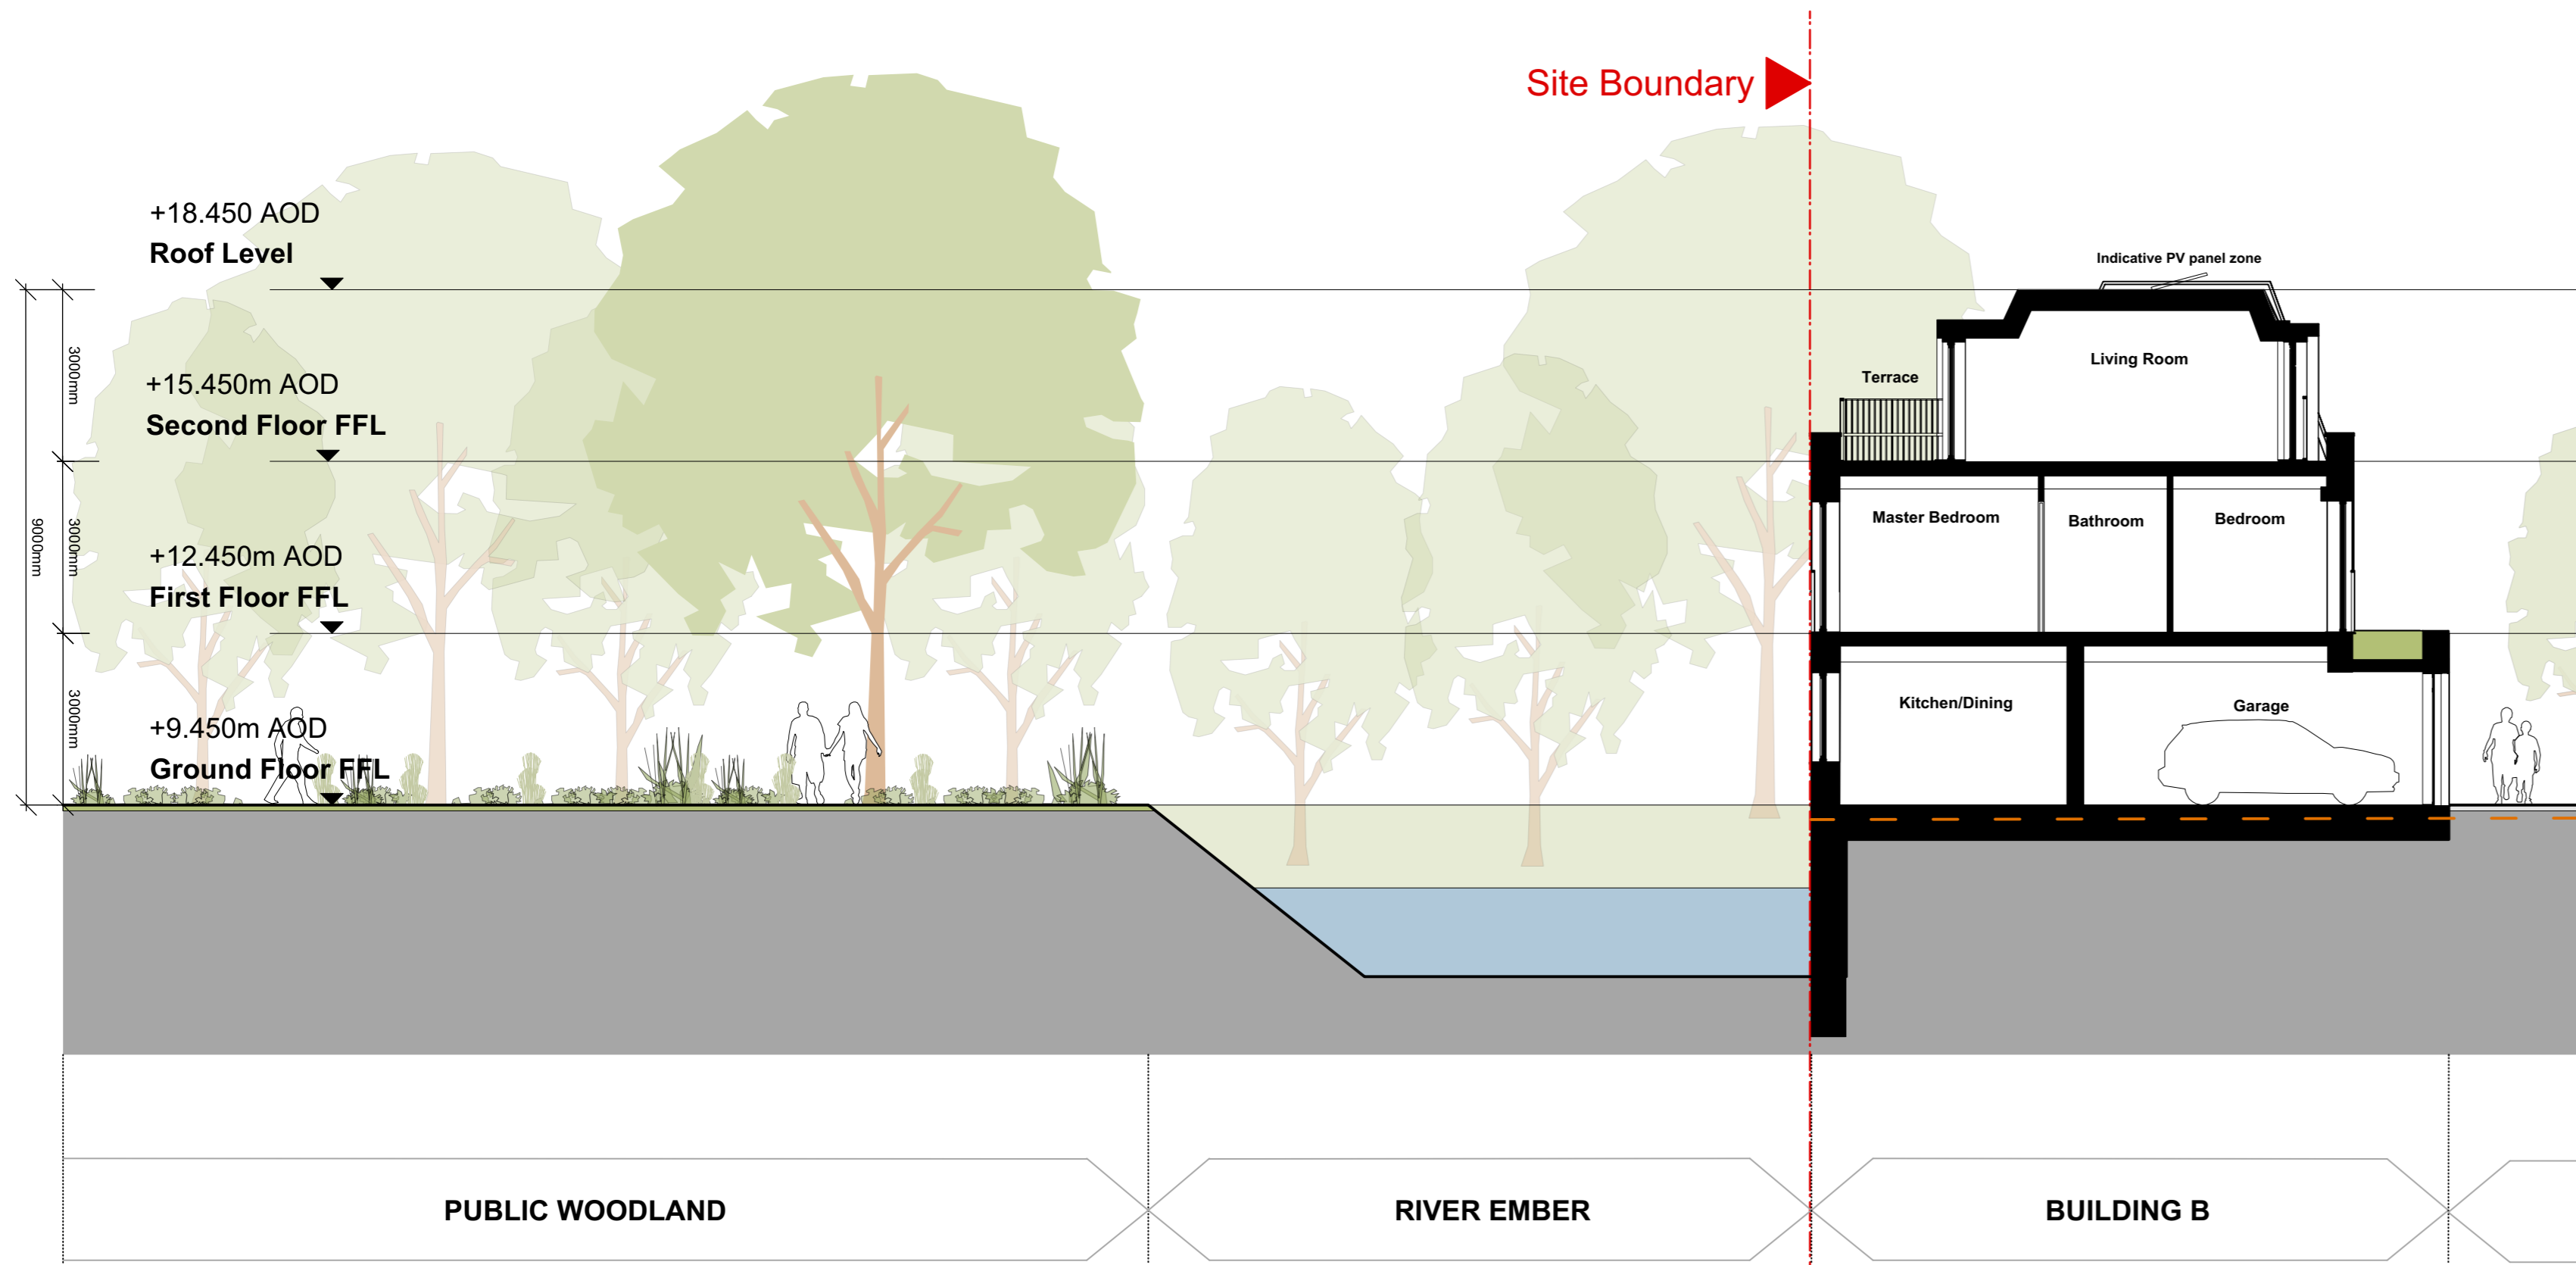 Site Boundary
+18.450 AOD
Roof Level
Indicative PV panel zone
3000mm
Living Room
+15.450m AOD
Terrace
Second Floor FFL
9000mm
3000mm
Master Bedroom
Bathroom
Bedroom
+12.450m AOD
First Floor FFL
3000mm
Kitchen/Dining
Garage
+9.450m AOD
Ground Floor FFL
PUBLIC WOODLAND
RIVER EMBER
BUILDING B